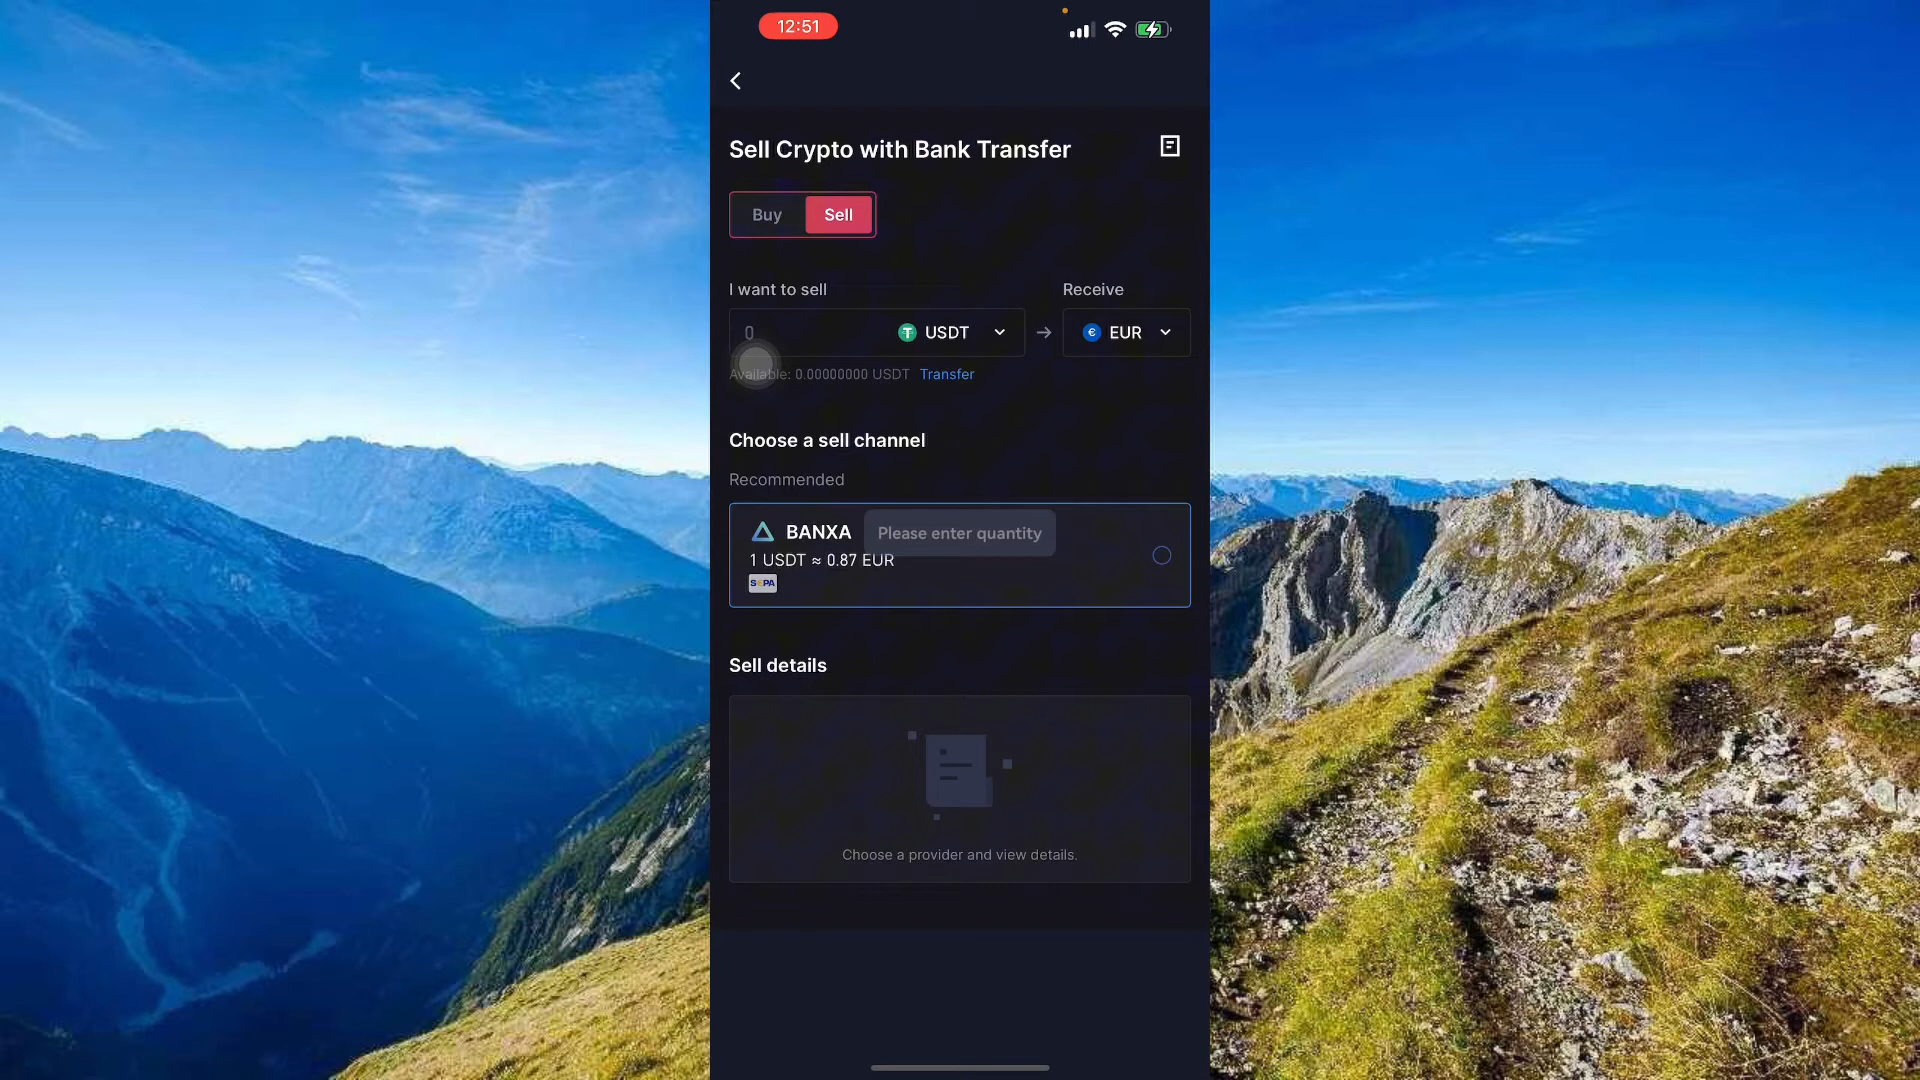 12:51
Sell Crypto with Bank Transfer
Buy Sell
I want to sell Receive
0 USDT EUR
Available: 0.00000000 USDT Transfer
Choose a sell channel
Recommended
BANXA Please enter quantity
1 USDT ≈ 0.87 EUR
SEPA
Sell details
Choose a provider and view details.